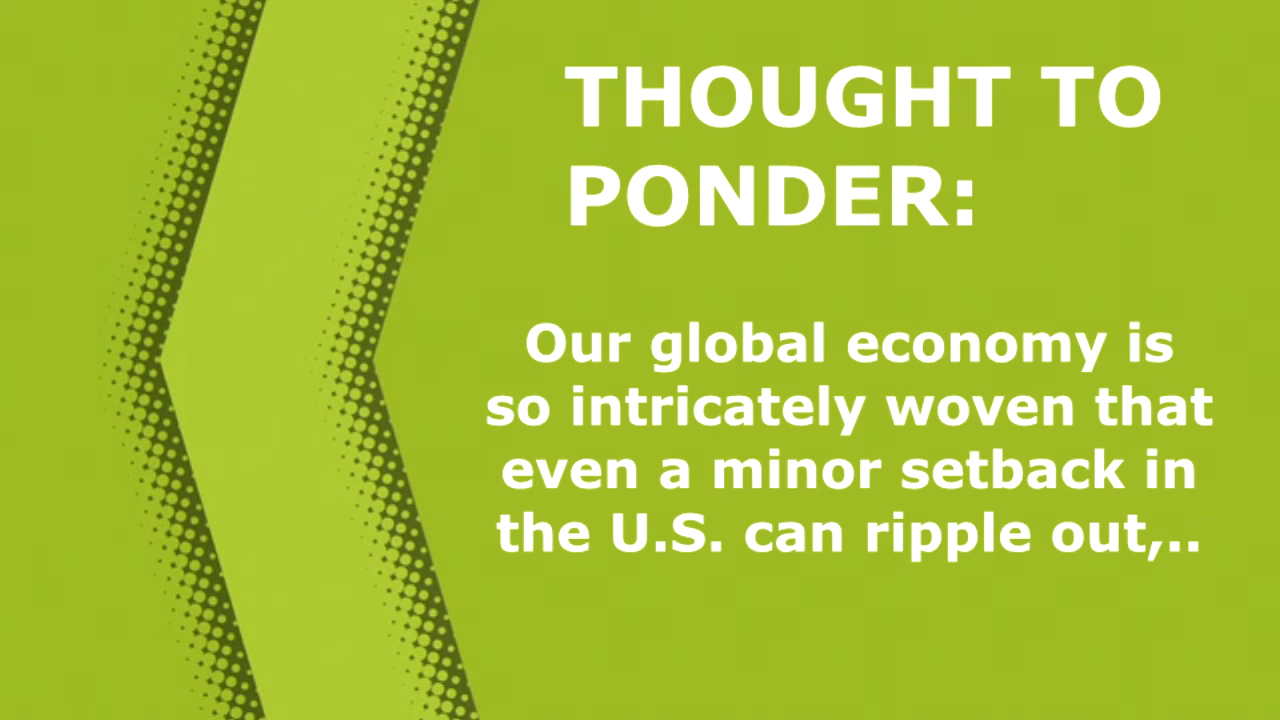 THOUGHT TO
PONDER:
Our global economy is
so intricately woven that
even a minor setback in
the U.S. can ripple out,..